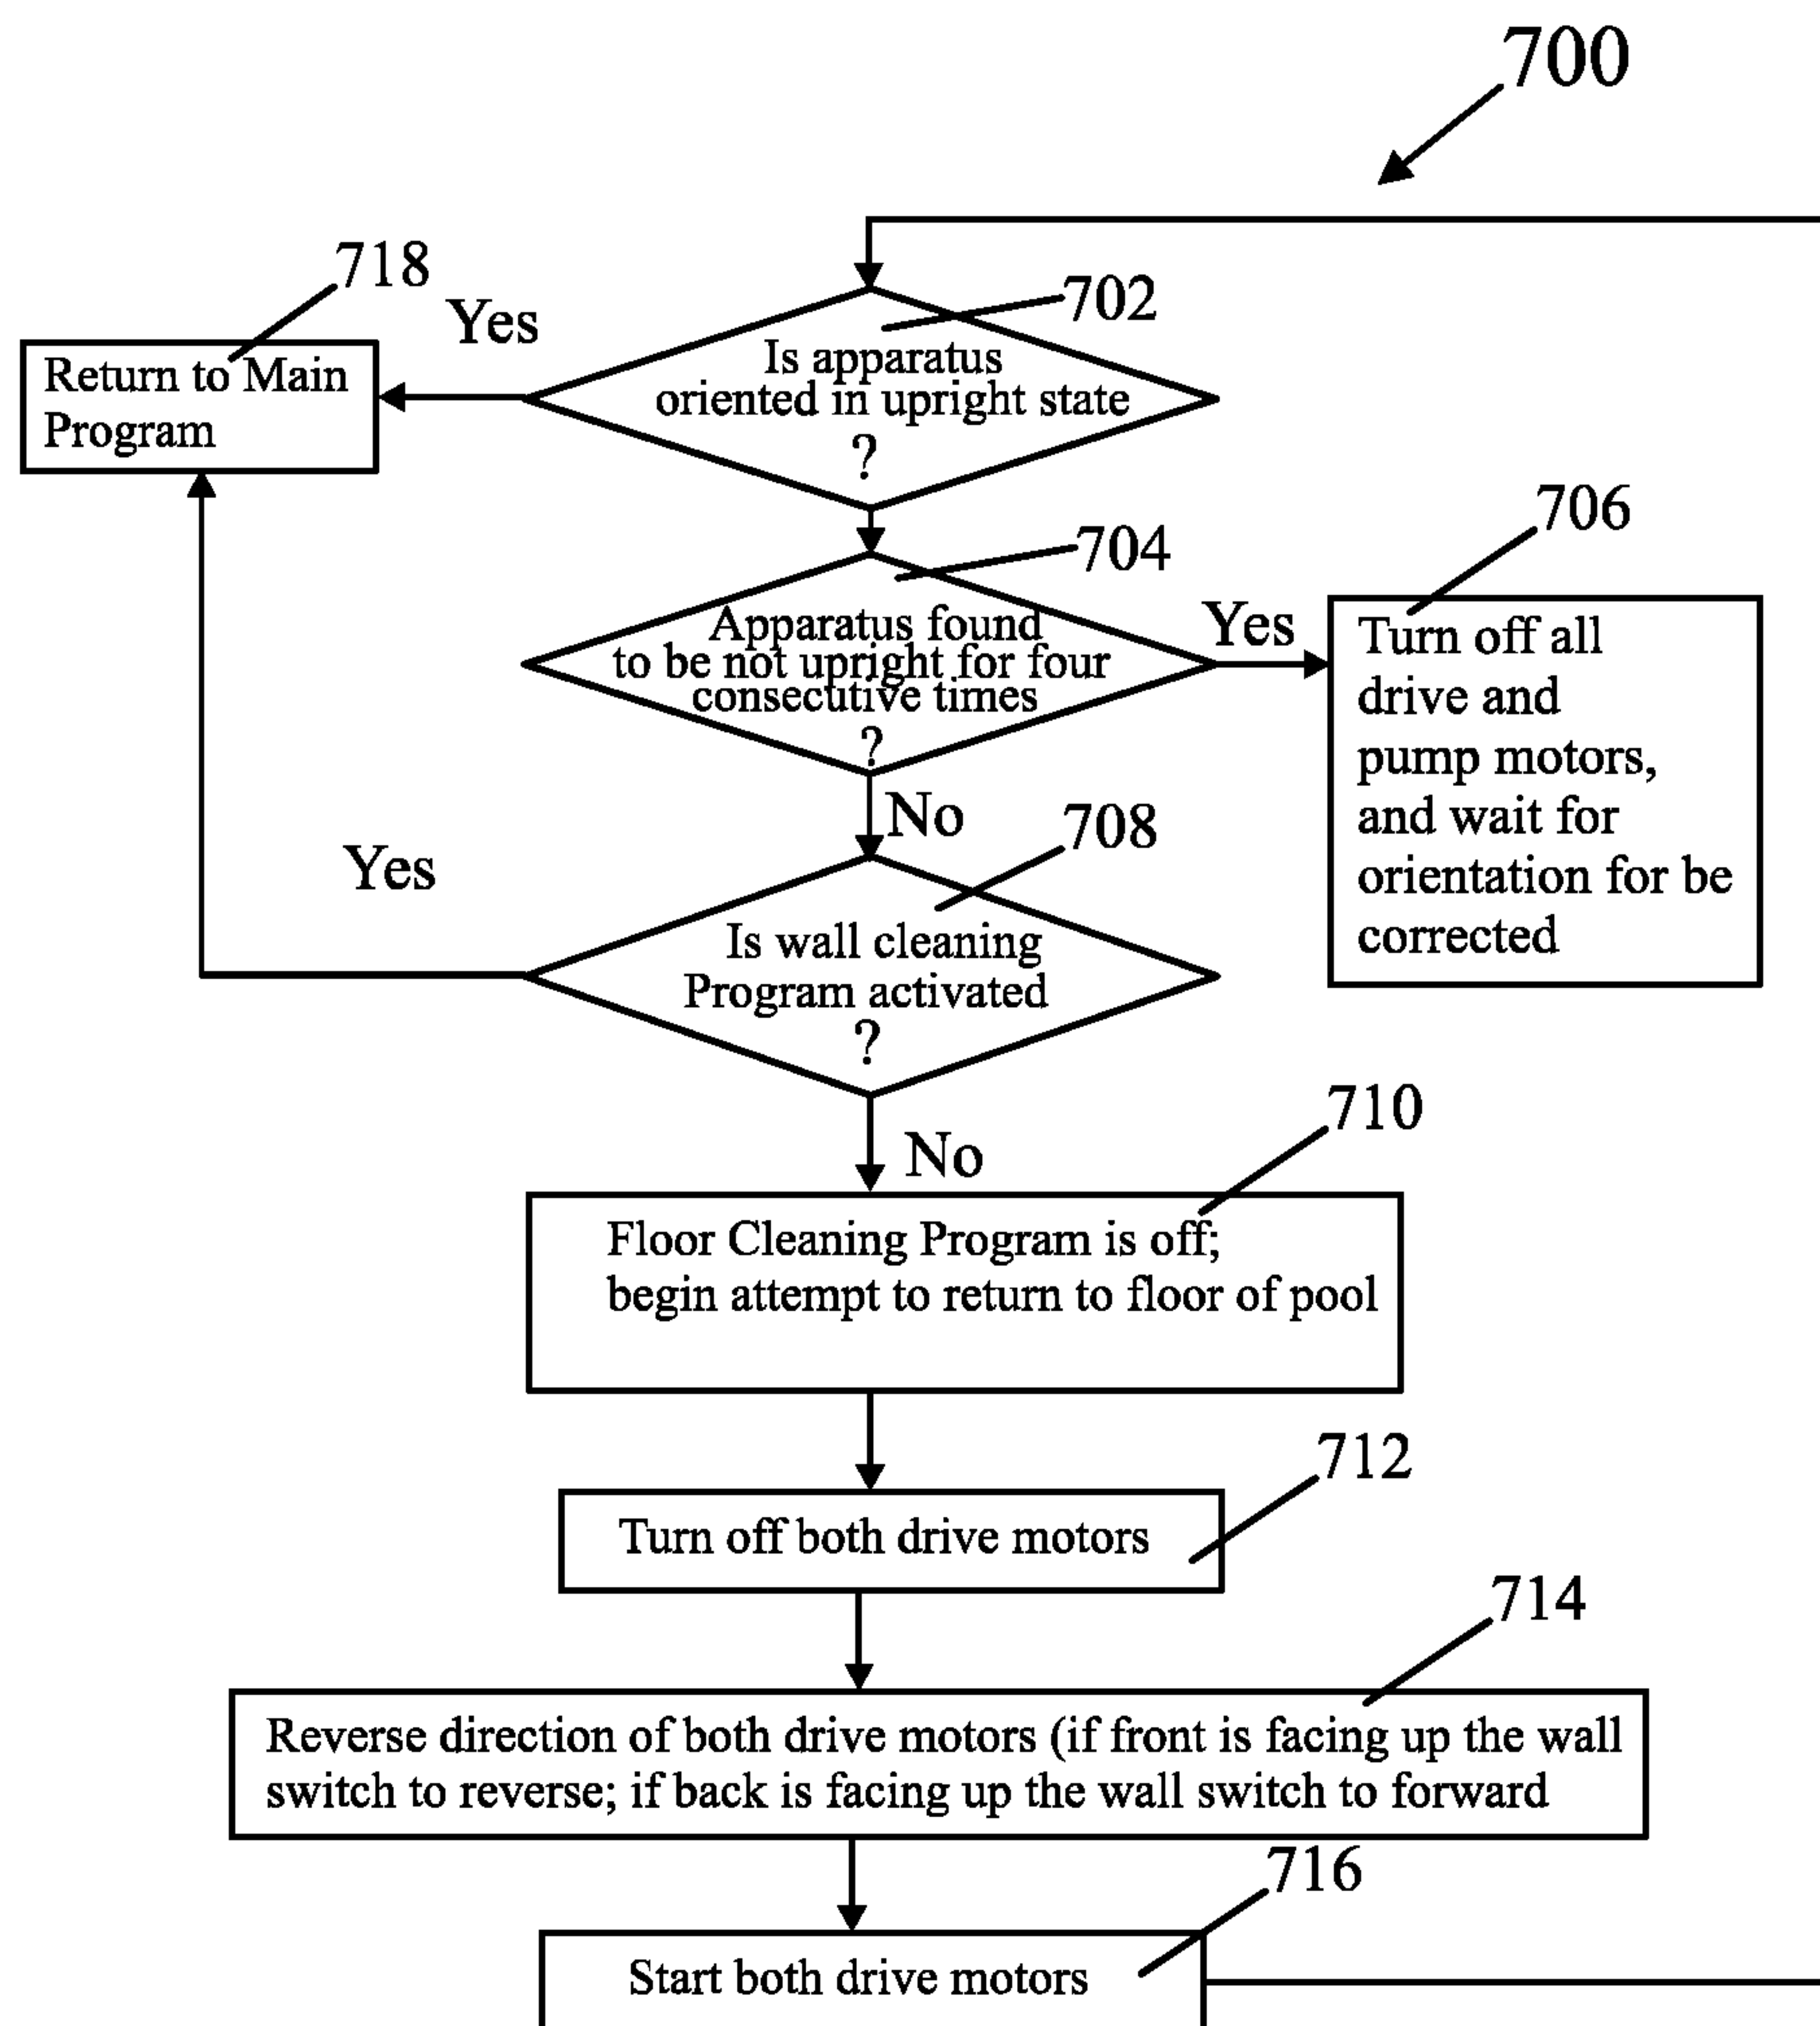 700
718
Yes
702
Return to Main
Program
Is apparatus
oriented in upright state
?
706
704
Apparatus found
to be not upright for four
consecutive times
?
Yes
Turn off all
drive and
pump motors,
and wait for
orientation for be
corrected
No
708
Yes
Is wall cleaning
Program activated
?
No
710
Floor Cleaning Program is off;
begin attempt to return to floor of pool
712
Turn off both drive motors
714
Reverse direction of both drive motors (if front is facing up the wall
switch to reverse; if back is facing up the wall switch to forward
716
Start both drive motors